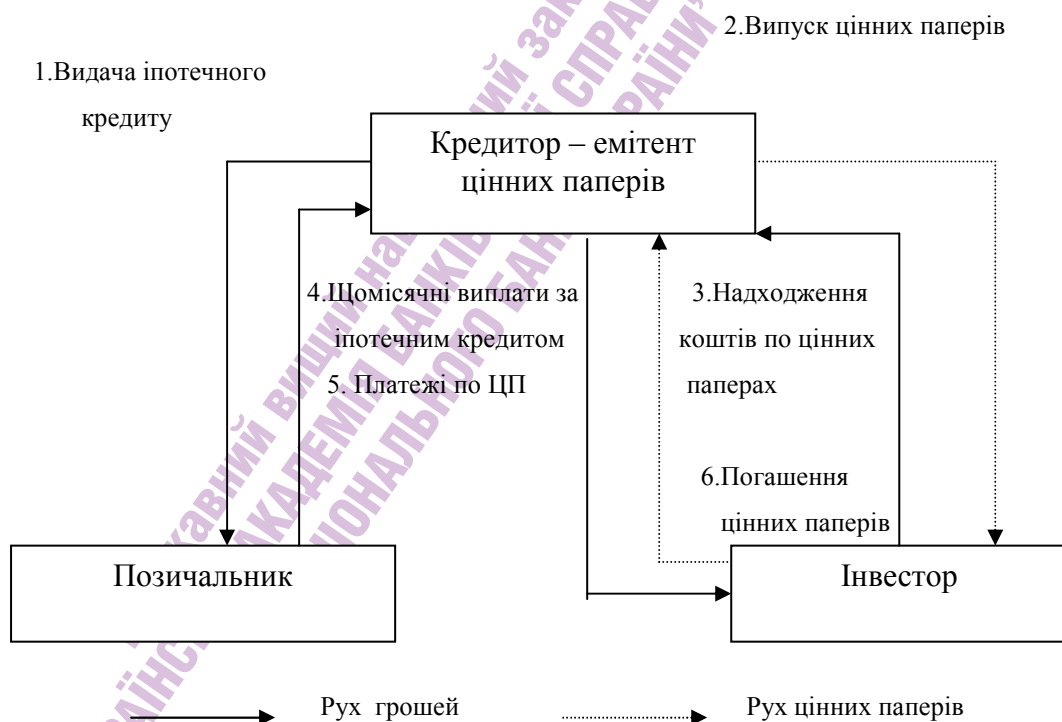 2.Випуск цінних паперів
1.Видача іпотечного
кредиту
Кредитор – емітент
цінних паперів
4.Щомісячні виплати за
іпотечним кредитом
5. Платежі по ЦП
3.Надходження
коштів по цінних
паперах
6.Погашення
цінних паперів
Позичальник
Інвестор
Рух грошей
Рух цінних паперів